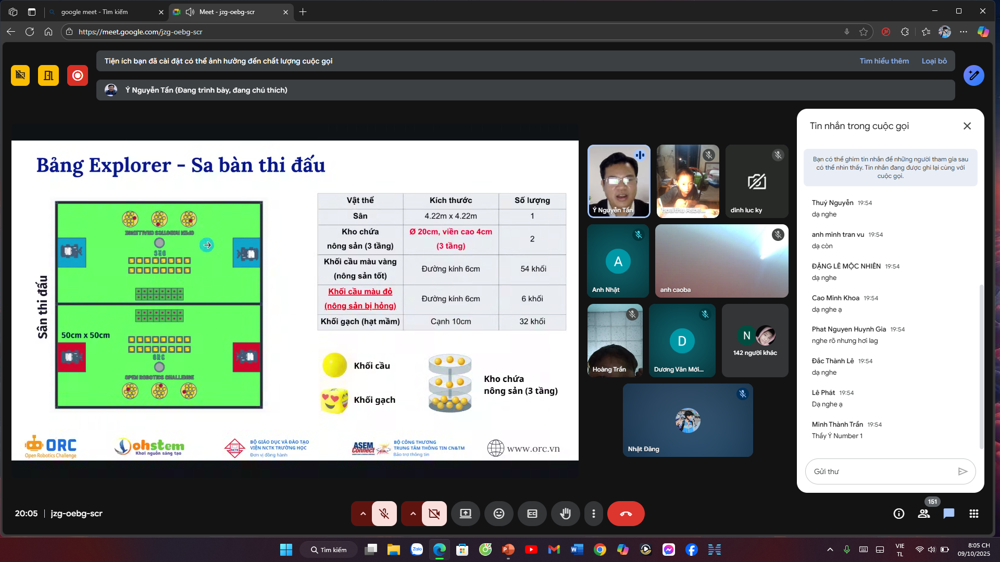 google meet - Tìm kiếm
Meet - jzg-oebg-scr
https://meet.google.com/jzg-oebg-scr
Tiện ích bạn đã cài đặt có thể ảnh hưởng đến chất lượng cuộc gọi
Tìm hiểu thêm
Loại bỏ
Ý Nguyễn Tấn (Đang trình bày, đang chú thích)
Bảng Explorer - Sa bàn thi đấu
Sân thi đấu
OPEN ROBOTICS CHALLENGE
ORC
50cm x 50cm
ORC
OPEN ROBOTICS CHALLENGE
Vật thể Kích thước Số lượng
Sân 4.22m x 4.22m 1
Kho chứa nông sản (3 tầng) Ø 20cm, viền cao 4cm (3 tầng) 2
Khối cầu màu vàng (nông sản tốt) Đường kính 6cm 54 khối
Khối cầu màu đỏ (nông sản bị hỏng) Đường kính 6cm 6 khối
Khối gạch (hạt mầm) Cạnh 10cm 32 khối
Khối cầu
Khối gạch
Kho chứa
nông sản (3 tầng)
ORC
Open Robotics Challenge
ohstem
Khơi nguồn sáng tạo
NCTK
BỘ GIÁO DỤC VÀ ĐÀO TẠO
VIỆN NCTK TRƯỜNG HỌC
Đơn vị đồng hành
ASEM
Connect
BỘ CÔNG THƯƠNG
TRUNG TÂM THÔNG TIN CN&TM
Bảo trợ thông tin
www.orc.vn
Ý Nguyễn Tấn
hoaithu Asbe...
dinh luc ky
A
Anh Nhật
anh caoba
Hoàng Trần
D
Dương Văn Mới...
N
142 người khác
Nhật Đăng
Tin nhắn trong cuộc gọi
Bạn có thể ghim tin nhắn để những người tham gia sau
có thể nhìn thấy. Tin nhắn đang được ghi lại cùng với
cuộc gọi.
Thuý Nguyễn 19:54
dạ nghe
anh minh tran vu 19:54
dạ còn
ĐẶNG LÊ MỘC NHIÊN 19:54
dạ nghe
Cao Minh Khoa 19:54
dạ nghe ạ
Phat Nguyen Huynh Gia 19:54
nghe rõ nhưng hơi lag
Đắc Thành Lê 19:54
dạ nghe
Lê Phát 19:54
Dạ nghe ạ
Minh Thành Trần 19:54
Thầy Ý Number 1
Gửi thư
20:05 | jzg-oebg-scr
151
Tìm kiếm
Zalo
VIE
TL
8:05 CH
09/10/2025